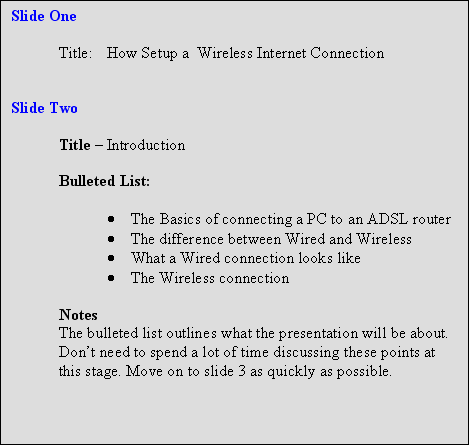 Slide One
Title: How Setup a Wireless Internet Connection
Slide Two
Title – Introduction
Bulleted List:
• The Basics of connecting a PC to an ADSL router
• The difference between Wired and Wireless
• What a Wired connection looks like
• The Wireless connection
Notes
The bulleted list outlines what the presentation will be about.
Don't need to spend a lot of time discussing these points at
this stage. Move on to slide 3 as quickly as possible.